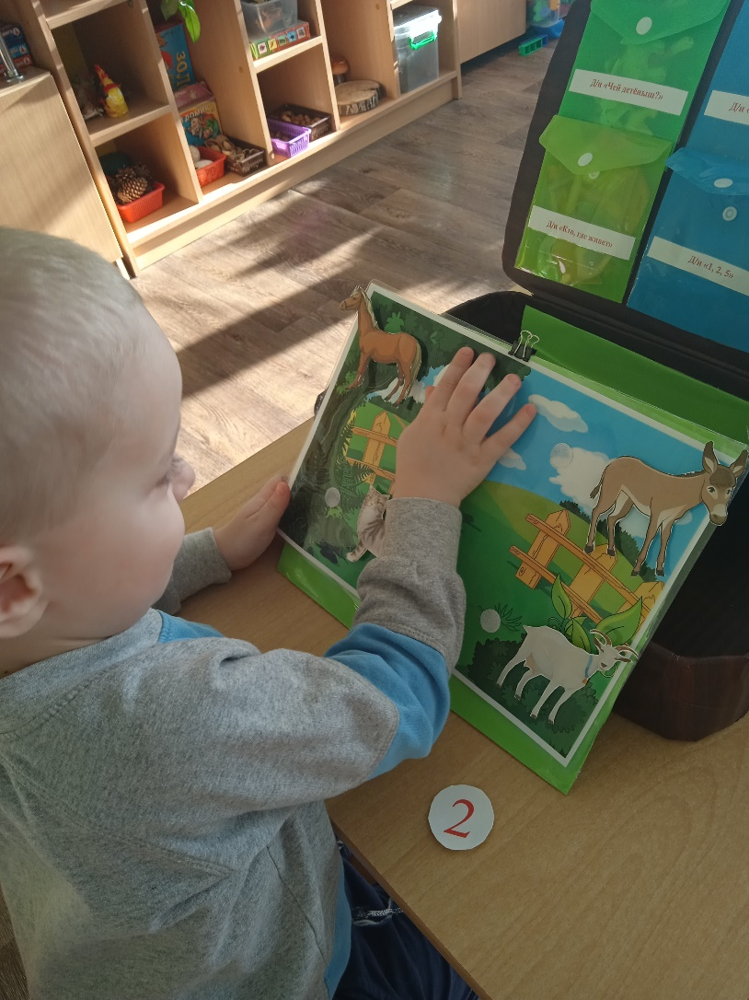 Д/и «Чей детёныш?»
Д/и «Кто, где живет»
Д/и «1, 2, 5»
Д/и «
2